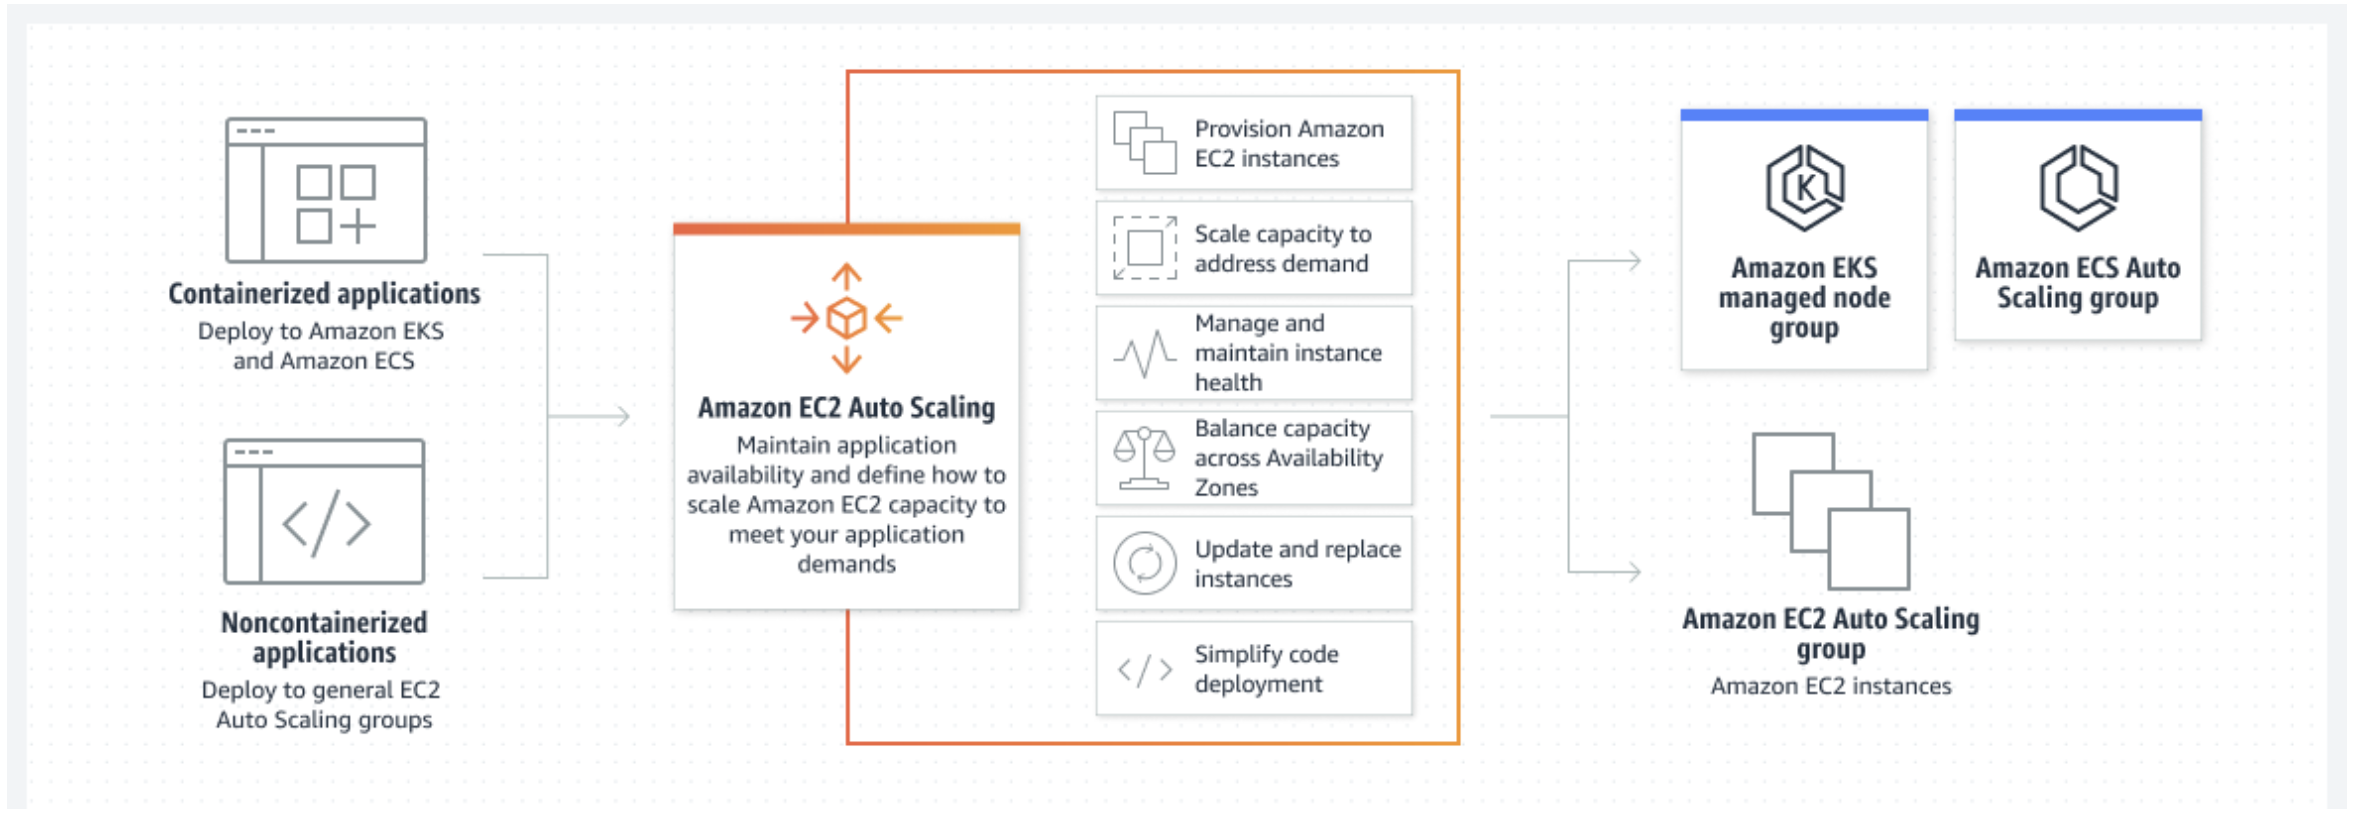 Containerized applications
Deploy to Amazon EKS
and Amazon ECS
Noncontainerized
applications
Deploy to general EC2
Auto Scaling groups
Amazon EC2 Auto Scaling
Maintain application
availability and define how to
scale Amazon EC2 capacity to
meet your application
demands
Provision Amazon
EC2 instances
Scale capacity to
address demand
Manage and
maintain instance
health
Balance capacity
across Availability
Zones
Update and replace
instances
Simplify code
deployment
K
Amazon EKS
managed node
group
Amazon ECS Auto
Scaling group
Amazon EC2 Auto Scaling
group
Amazon EC2 instances